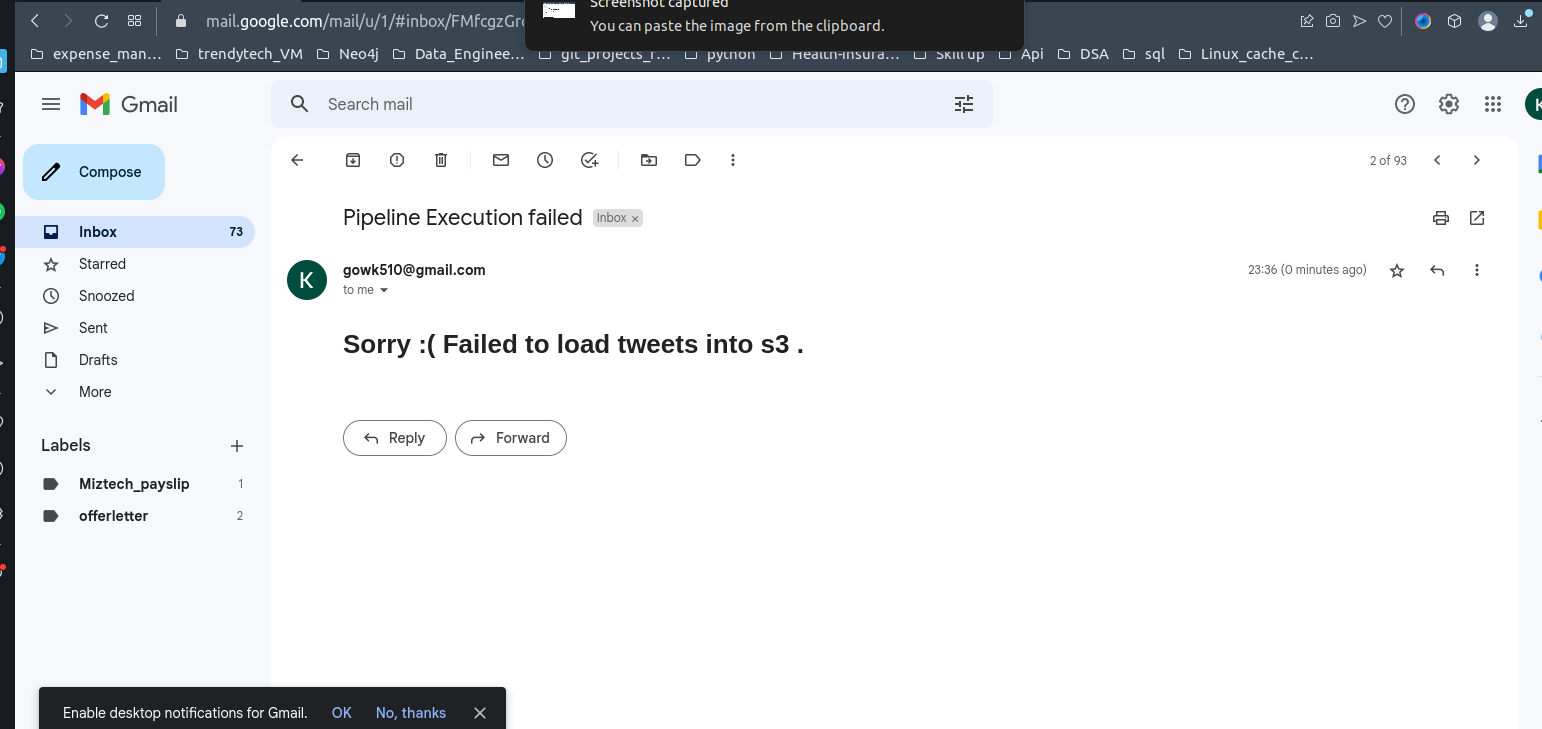 Screenshot captured
You can paste the image from the clipboard.
mail.google.com/mail/u/1/#inbox/FMfcgzGr
expense_man… trendytech_VM Neo4j Data_Enginee… git_projects_r… python Health-insura… Skill up Api DSA sql Linux_cache_c…
Gmail
Search mail
Compose
2 of 93
Pipeline Execution failed Inbox ×
Inbox 73
gowk510@gmail.com 23:36 (0 minutes ago)
K
to me
Starred
Snoozed
Sent
Drafts
More
Sorry :( Failed to load tweets into s3 .
Reply Forward
Labels
Miztech_payslip 1
offerletter 2
Enable desktop notifications for Gmail. OK No, thanks